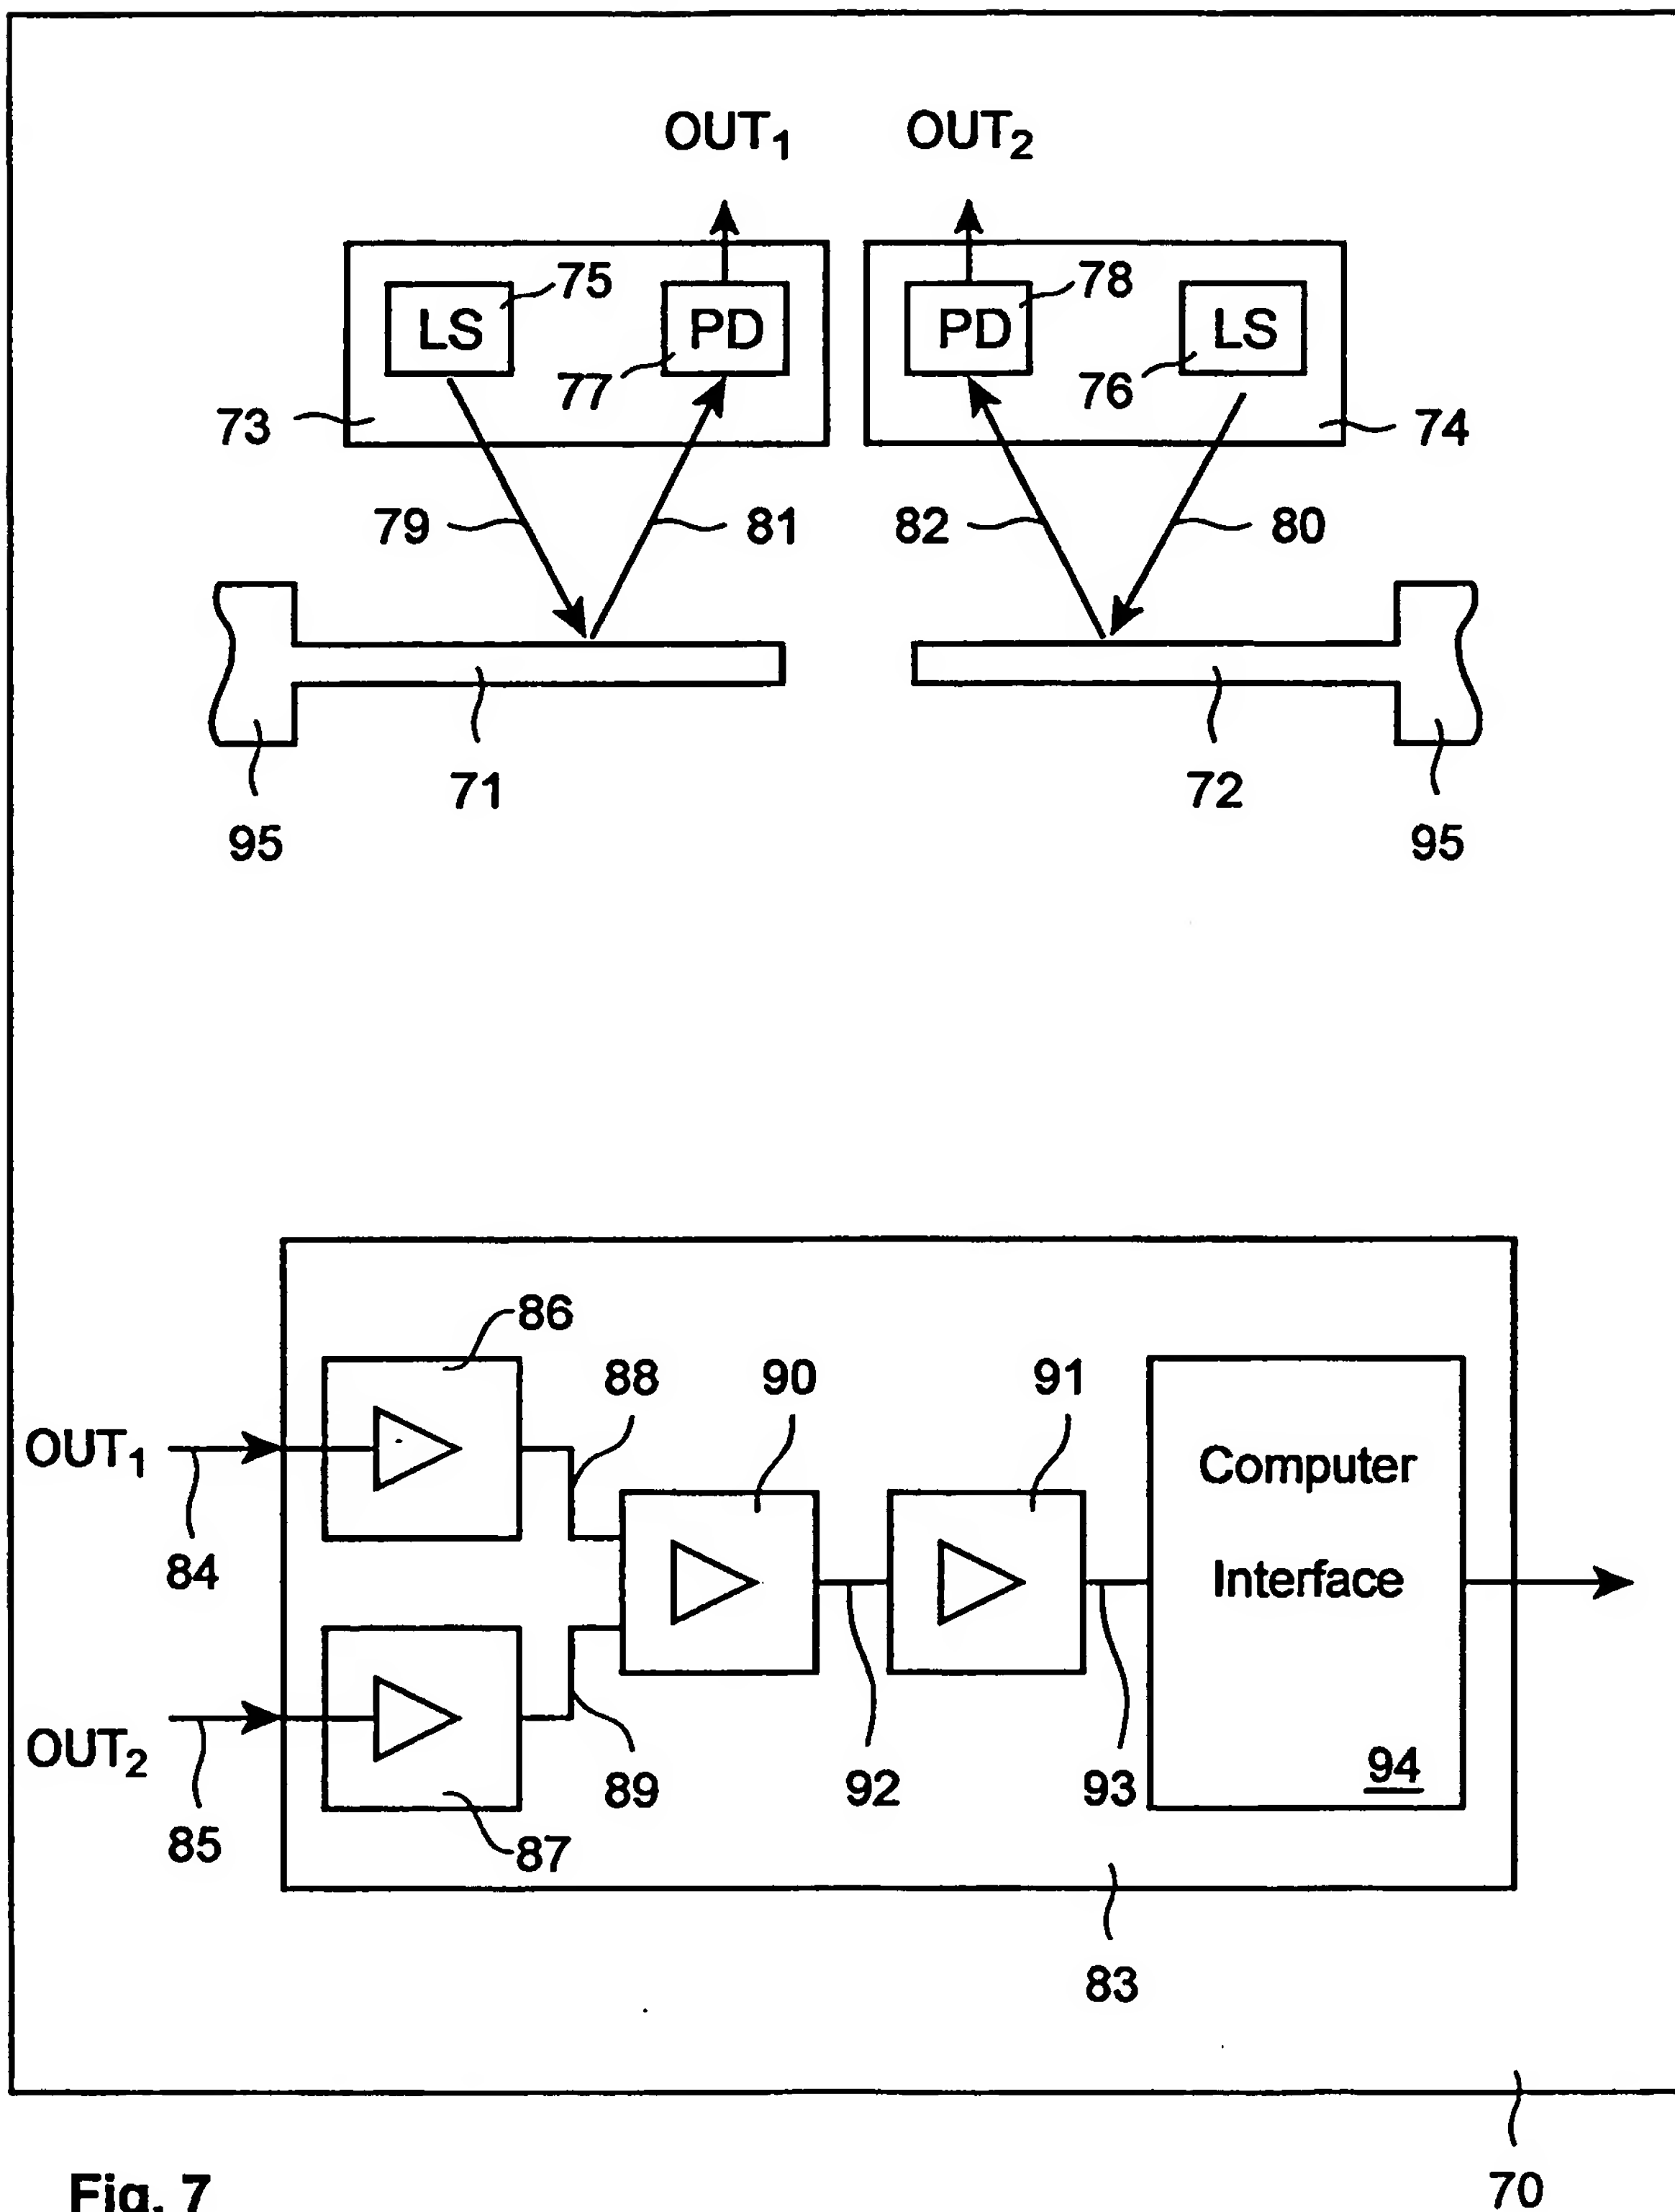 OUT1 OUT2
75 78
LS PD PD LS
77 76
73 74
79 81 82 80
71 72
95 95
86
88 90 91
OUT1
Computer
Interface
84
OUT2
94
89 92 93
85 87
83
70
Fig. 7